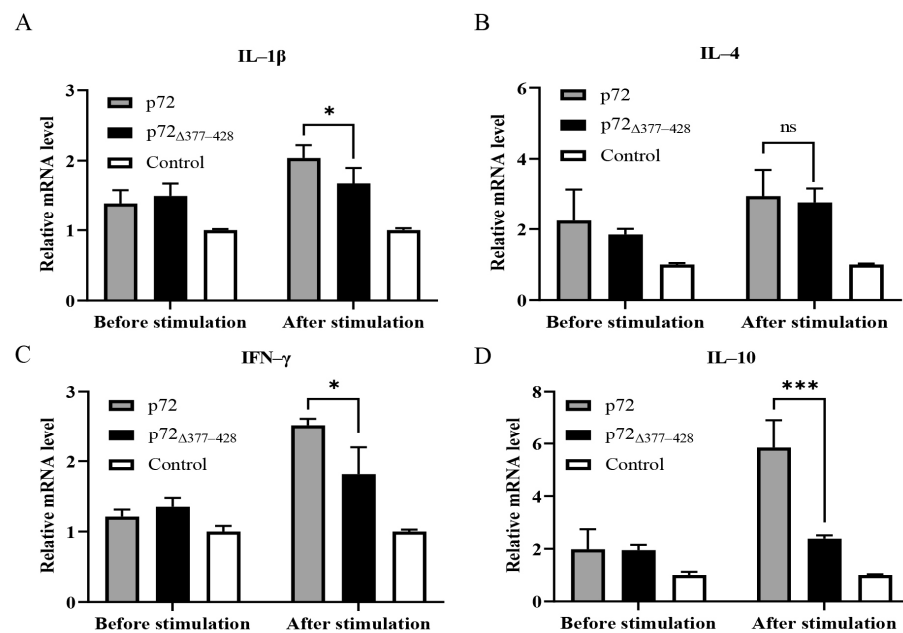 A
IL–1β
Relative mRNA level
3
2
1
0
p72
p72Δ377–428
Control
*
Before stimulation
After stimulation
B
IL–4
Relative mRNA level
6
4
2
0
p72
p72Δ377–428
Control
ns
Before stimulation
After stimulation
C
IFN–γ
Relative mRNA level
3
2
1
0
p72
p72Δ377–428
Control
*
Before stimulation
After stimulation
D
IL–10
Relative mRNA level
8
6
4
2
0
p72
p72Δ377–428
Control
***
Before stimulation
After stimulation